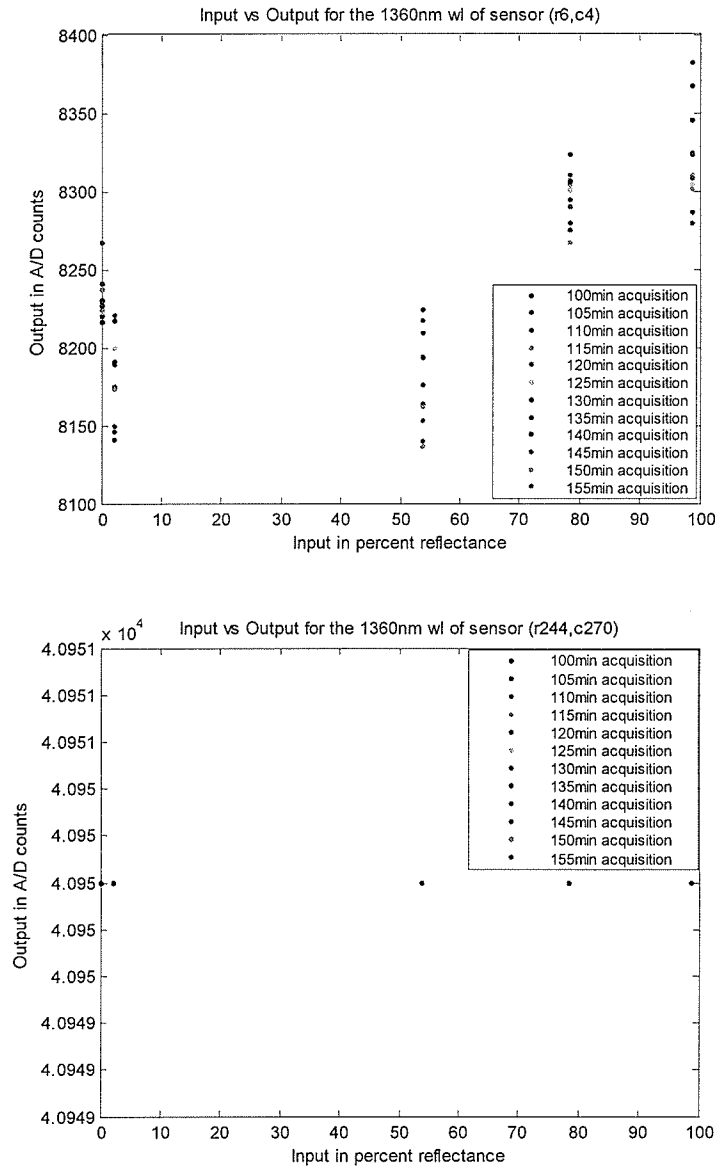 Input vs Output for the 1360nm wl of sensor (r6,c4)
8400
8350
8300
8250
8200
8150
8100
Output in A/D counts
100min acquisition
105min acquisition
110min acquisition
115min acquisition
120min acquisition
125min acquisition
130min acquisition
135min acquisition
140min acquisition
145min acquisition
150min acquisition
155min acquisition
0 10 20 30 40 50 60 70 80 90 100
Input in percent reflectance
x 10^4
Input vs Output for the 1360nm wl of sensor (r244,c270)
4.0951
4.0951
4.0951
4.095
4.095
4.095
4.095
4.095
4.0949
4.0949
4.0949
Output in A/D counts
100min acquisition
105min acquisition
110min acquisition
115min acquisition
120min acquisition
125min acquisition
130min acquisition
135min acquisition
140min acquisition
145min acquisition
150min acquisition
155min acquisition
0 10 20 30 40 50 60 70 80 90 100
Input in percent reflectance